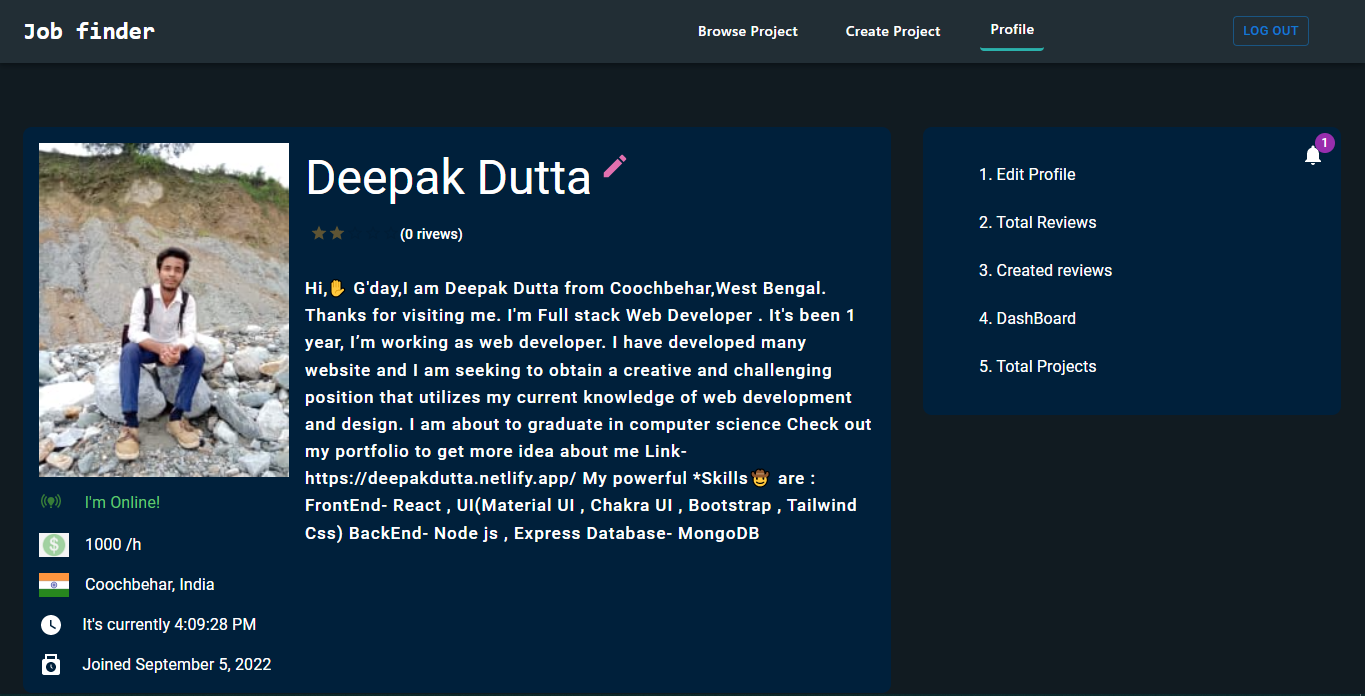 Job finder
Browse Project
Create Project
Profile
LOG OUT
Deepak Dutta
(0 rivews)
Hi,✋ G'day,I am Deepak Dutta from Coochbehar,West Bengal.
Thanks for visiting me. I'm Full stack Web Developer . It's been 1
year, I’m working as web developer. I have developed many
website and I am seeking to obtain a creative and challenging
position that utilizes my current knowledge of web development
and design. I am about to graduate in computer science Check out
my portfolio to get more idea about me Link-
https://deepakdutta.netlify.app/ My powerful *Skills🤠 are :
FrontEnd- React , UI(Material UI , Chakra UI , Bootstrap , Tailwind
Css) BackEnd- Node js , Express Database- MongoDB
I'm Online!
$
1000 /h
Coochbehar, India
It's currently 4:09:28 PM
Joined September 5, 2022
1
1. Edit Profile
2. Total Reviews
3. Created reviews
4. DashBoard
5. Total Projects